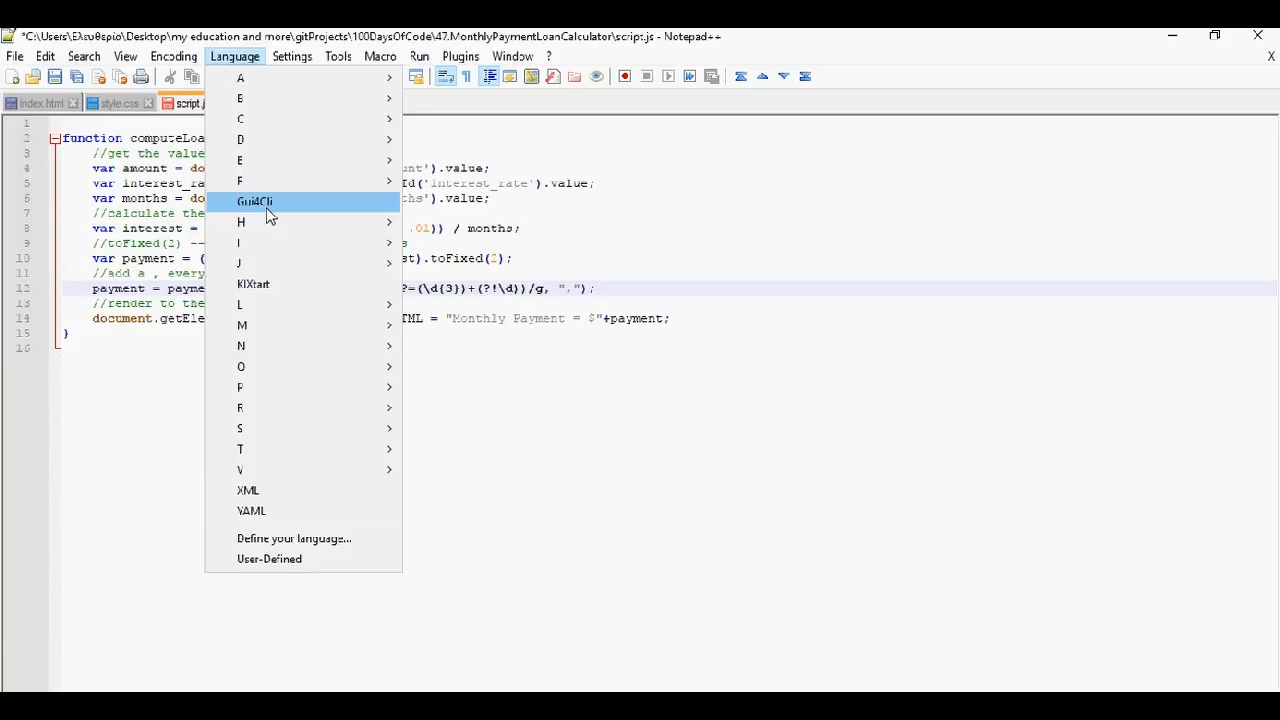 *C:\Users\Ελευθερία\Desktop\my education and more\gitProjects\100DaysOfCode\47.MonthlyPaymentLoanCalculator\script.js - Notepad++
File Edit Search View Encoding Language Settings Tools Macro Run Plugins Window ? X
index.html style.css script.j
1
2 function computeLoa
3 //get the value
4 var amount = do unt').value;
5 var interest_ra Id('interest_rate').value;
6 var months = do ths').value;
7 //calculate the
8 var interest = .01)) / months;
9 //toFixed(2) -- s
10 var payment = ( st).toFixed(2);
11 //add a , every
12 payment = payme ?=(\d{3})+(?!\d))/g, ",");
13 //render to the
14 document.getEle TML = "Monthly Payment = $"+payment;
15 }
16
A
B
C
D
E
F
Gui4Cli
H
I
J
KIXtart
L
M
N
O
P
R
S
T
V
XML
YAML
Define your language...
User-Defined